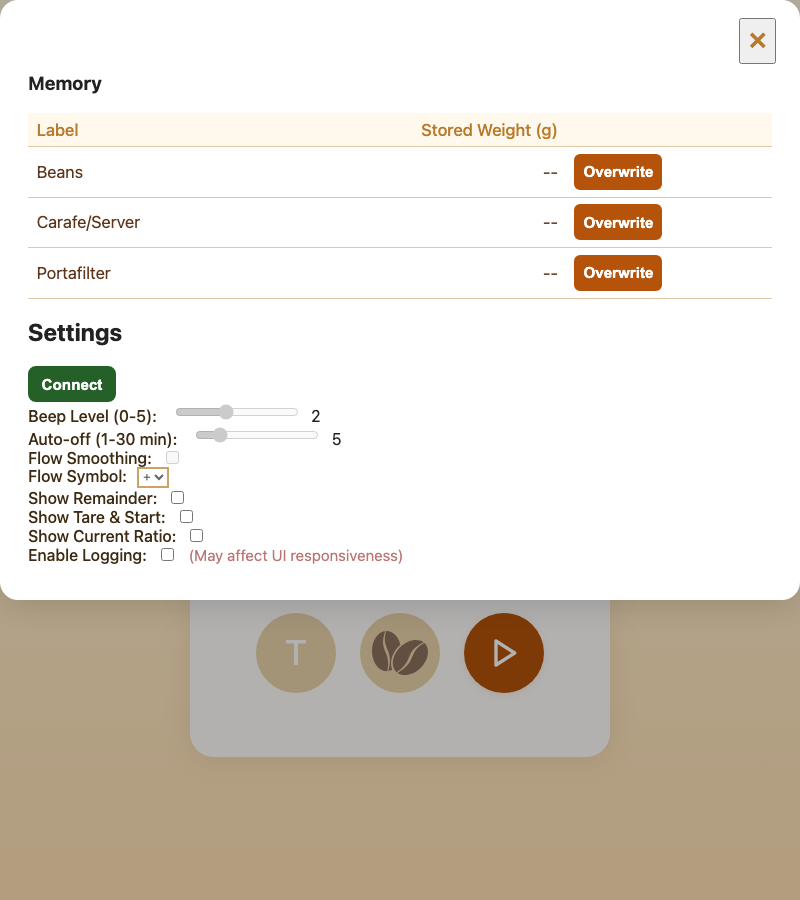 ×
Memory
Label Stored Weight (g)
Beans -- Overwrite
Carafe/Server -- Overwrite
Portafilter -- Overwrite
Settings
Connect
Beep Level (0-5): 2
Auto-off (1-30 min): 5
Flow Smoothing:
Flow Symbol: +
Show Remainder:
Show Tare & Start:
Show Current Ratio:
Enable Logging: (May affect UI responsiveness)
T